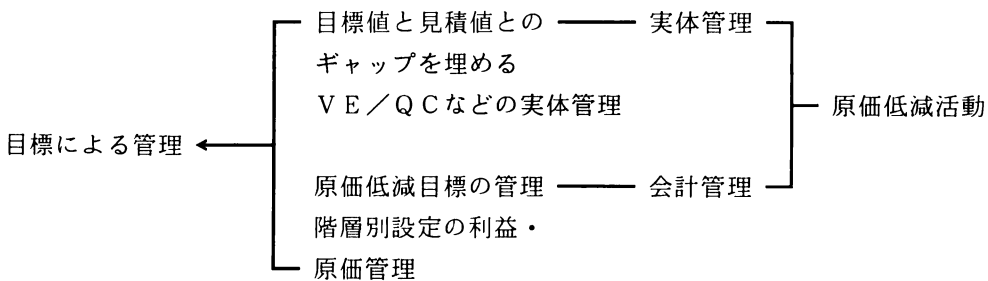 目標値と見積値との
実体管理
ギャップを埋める
ＶＥ／ＱＣなどの実体管理
原価低減活動
目標による管理
原価低減目標の管理
会計管理
階層別設定の利益・
原価管理